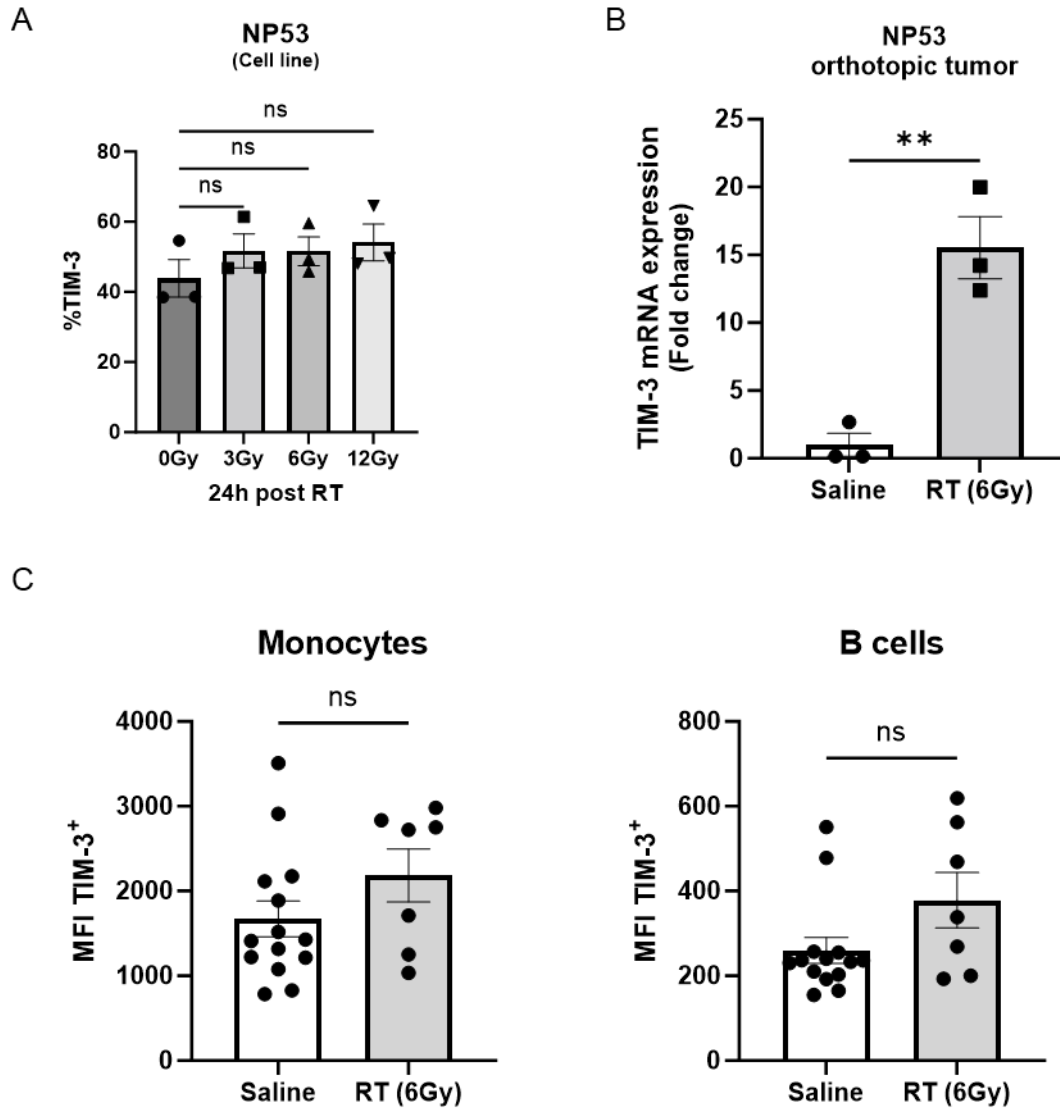 A
NP53
(Cell line)
ns
ns
ns
%TIM-3
80
60
40
20
0
0Gy 3Gy 6Gy 12Gy
24h post RT
B
NP53
orthotopic tumor
**
TIM-3 mRNA expression
(Fold change)
25
20
15
10
5
0
Saline RT (6Gy)
C
Monocytes
ns
MFI TIM-3⁺
4000
3000
2000
1000
0
Saline RT (6Gy)
B cells
ns
MFI TIM-3⁺
800
600
400
200
0
Saline RT (6Gy)